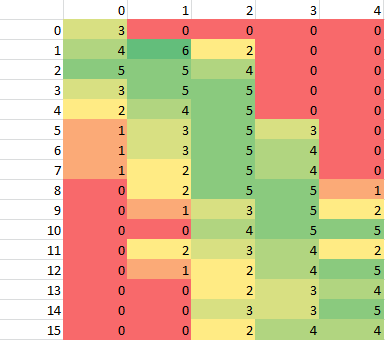 0 1 2 3 4
0 3 0 0 0 0
1 4 6 2 0 0
2 5 5 4 0 0
3 3 5 5 0 0
4 2 4 5 0 0
5 1 3 5 3 0
6 1 3 5 4 0
7 1 2 5 4 0
8 0 2 5 5 1
9 0 1 3 5 2
10 0 0 4 5 5
11 0 2 3 4 2
12 0 1 2 4 5
13 0 0 2 3 4
14 0 0 3 3 5
15 0 0 2 4 4